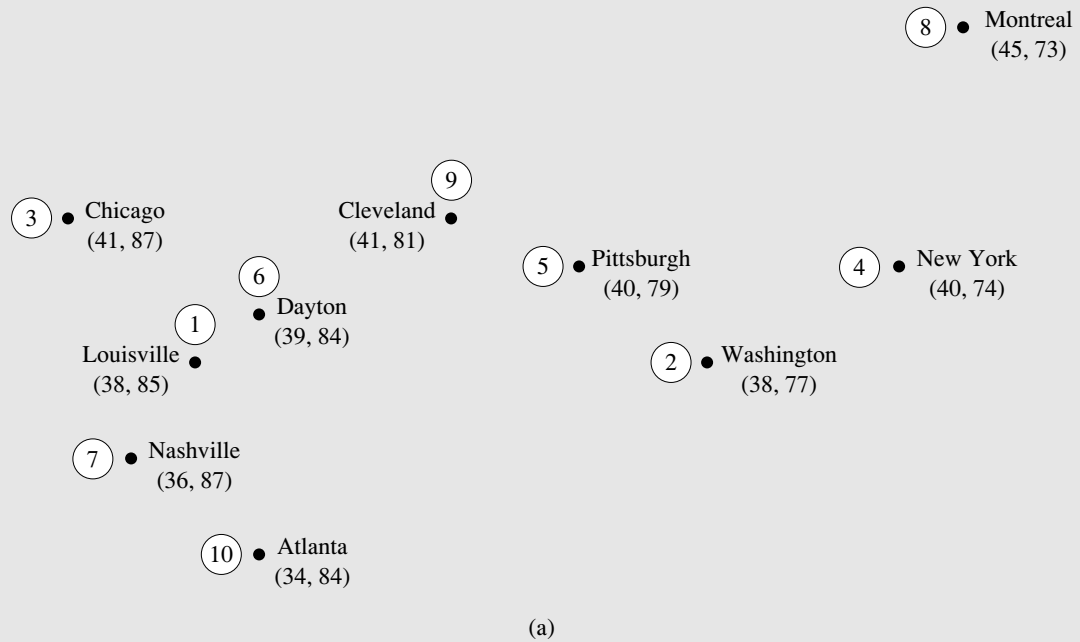 8
Montreal
(45, 73)
9
3
Chicago
(41, 87)
Cleveland
(41, 81)
5
Pittsburgh
(40, 79)
4
New York
(40, 74)
6
Dayton
(39, 84)
1
Louisville
(38, 85)
2
Washington
(38, 77)
7
Nashville
(36, 87)
10
Atlanta
(34, 84)
(a)